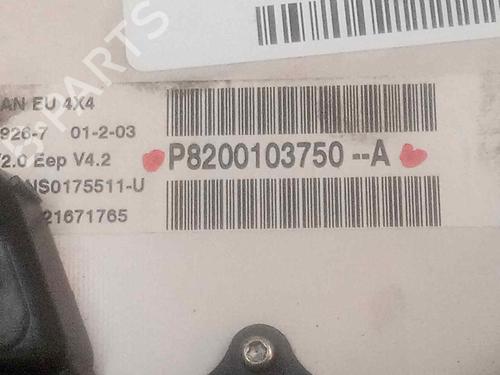 AN EU 4X4
926-7 01-2-03
2.0 Eep V4.2
P8200103750--A
NS0175511-U
21671765
B-PARTS